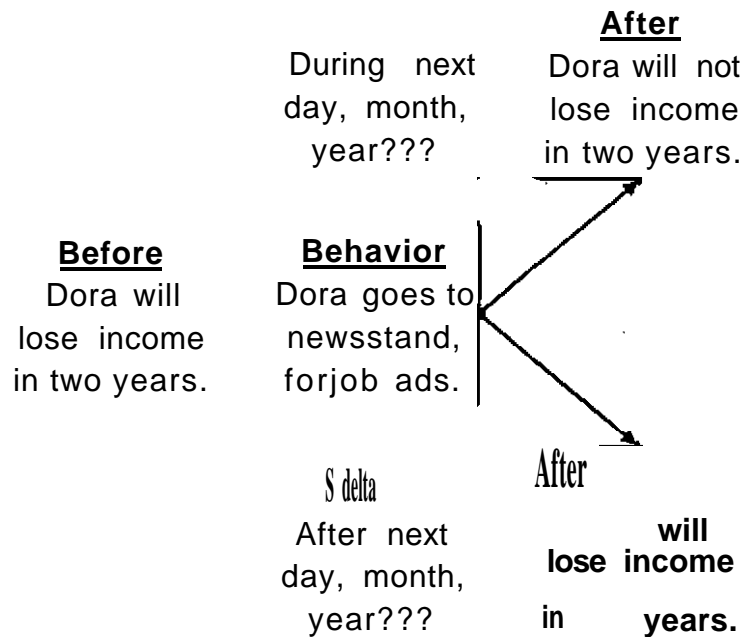 During next
day, month,
year???
After
Dora will not
lose income
in two years.
Before
Dora will
lose income
in two years.
Behavior
Dora goes to
newsstand,
forjob ads.
S delta
After next
day, month,
year???
After
will
lose income
in years.